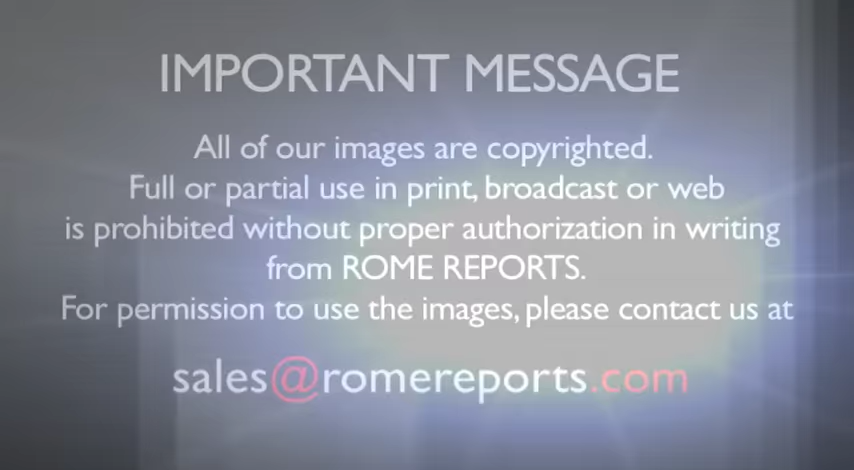 IMPORTANT MESSAGE
All of our images are copyrighted.
Full or partial use in print, broadcast or web
is prohibited without proper authorization in writing
from ROME REPORTS.
For permission to use the images, please contact us at
sales@romereports.com